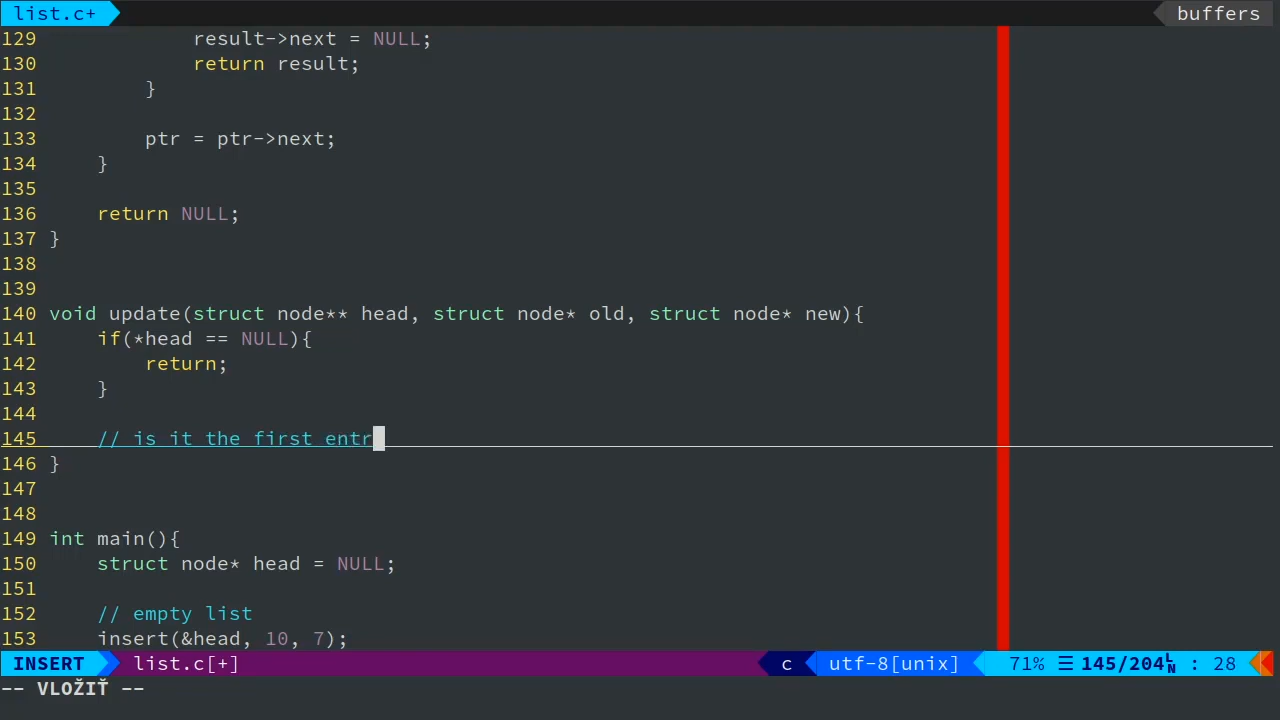 list.c+ buffers
129             result->next = NULL;
130             return result;
131         }
132
133         ptr = ptr->next;
134     }
135
136     return NULL;
137 }
138
139
140 void update(struct node** head, struct node* old, struct node* new){
141     if(*head == NULL){
142         return;
143     }
144
145     // is it the first entr
146 }
147
148
149 int main(){
150     struct node* head = NULL;
151
152     // empty list
153     insert(&head, 10, 7);
INSERT list.c[+] c utf-8[unix] 71% ☰ 145/204␤ : 28
-- VLOŽIŤ --